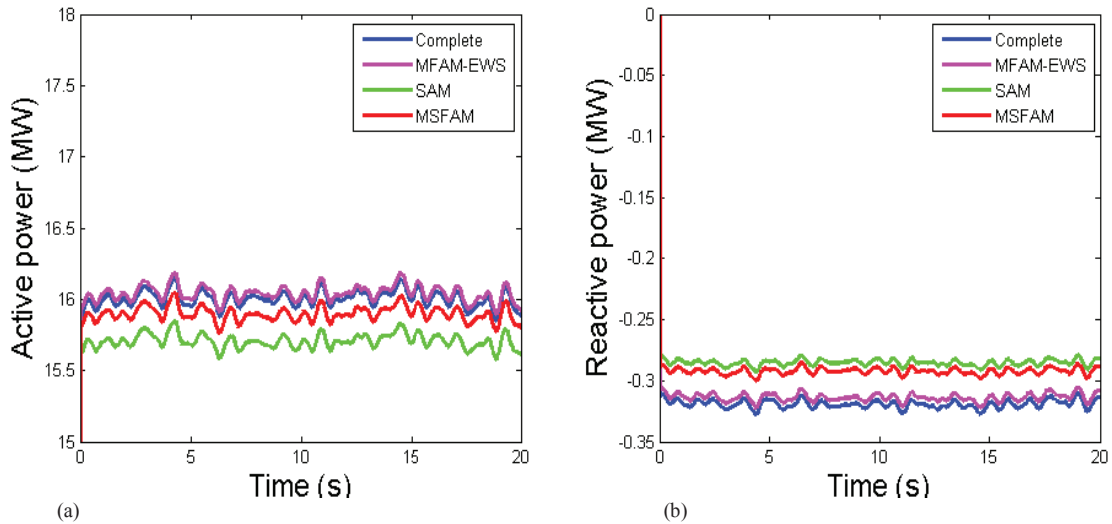 18
17.5
17
16.5
16
15.5
15
Active power (MW)
Complete
MFAM-EWS
SAM
MSFAM
0
5
10
15
20
Time (s)
(a)
0
-0.05
-0.1
-0.15
-0.2
-0.25
-0.3
-0.35
Reactive power (MW)
Complete
MFAM-EWS
SAM
MSFAM
0
5
10
15
20
Time (s)
(b)